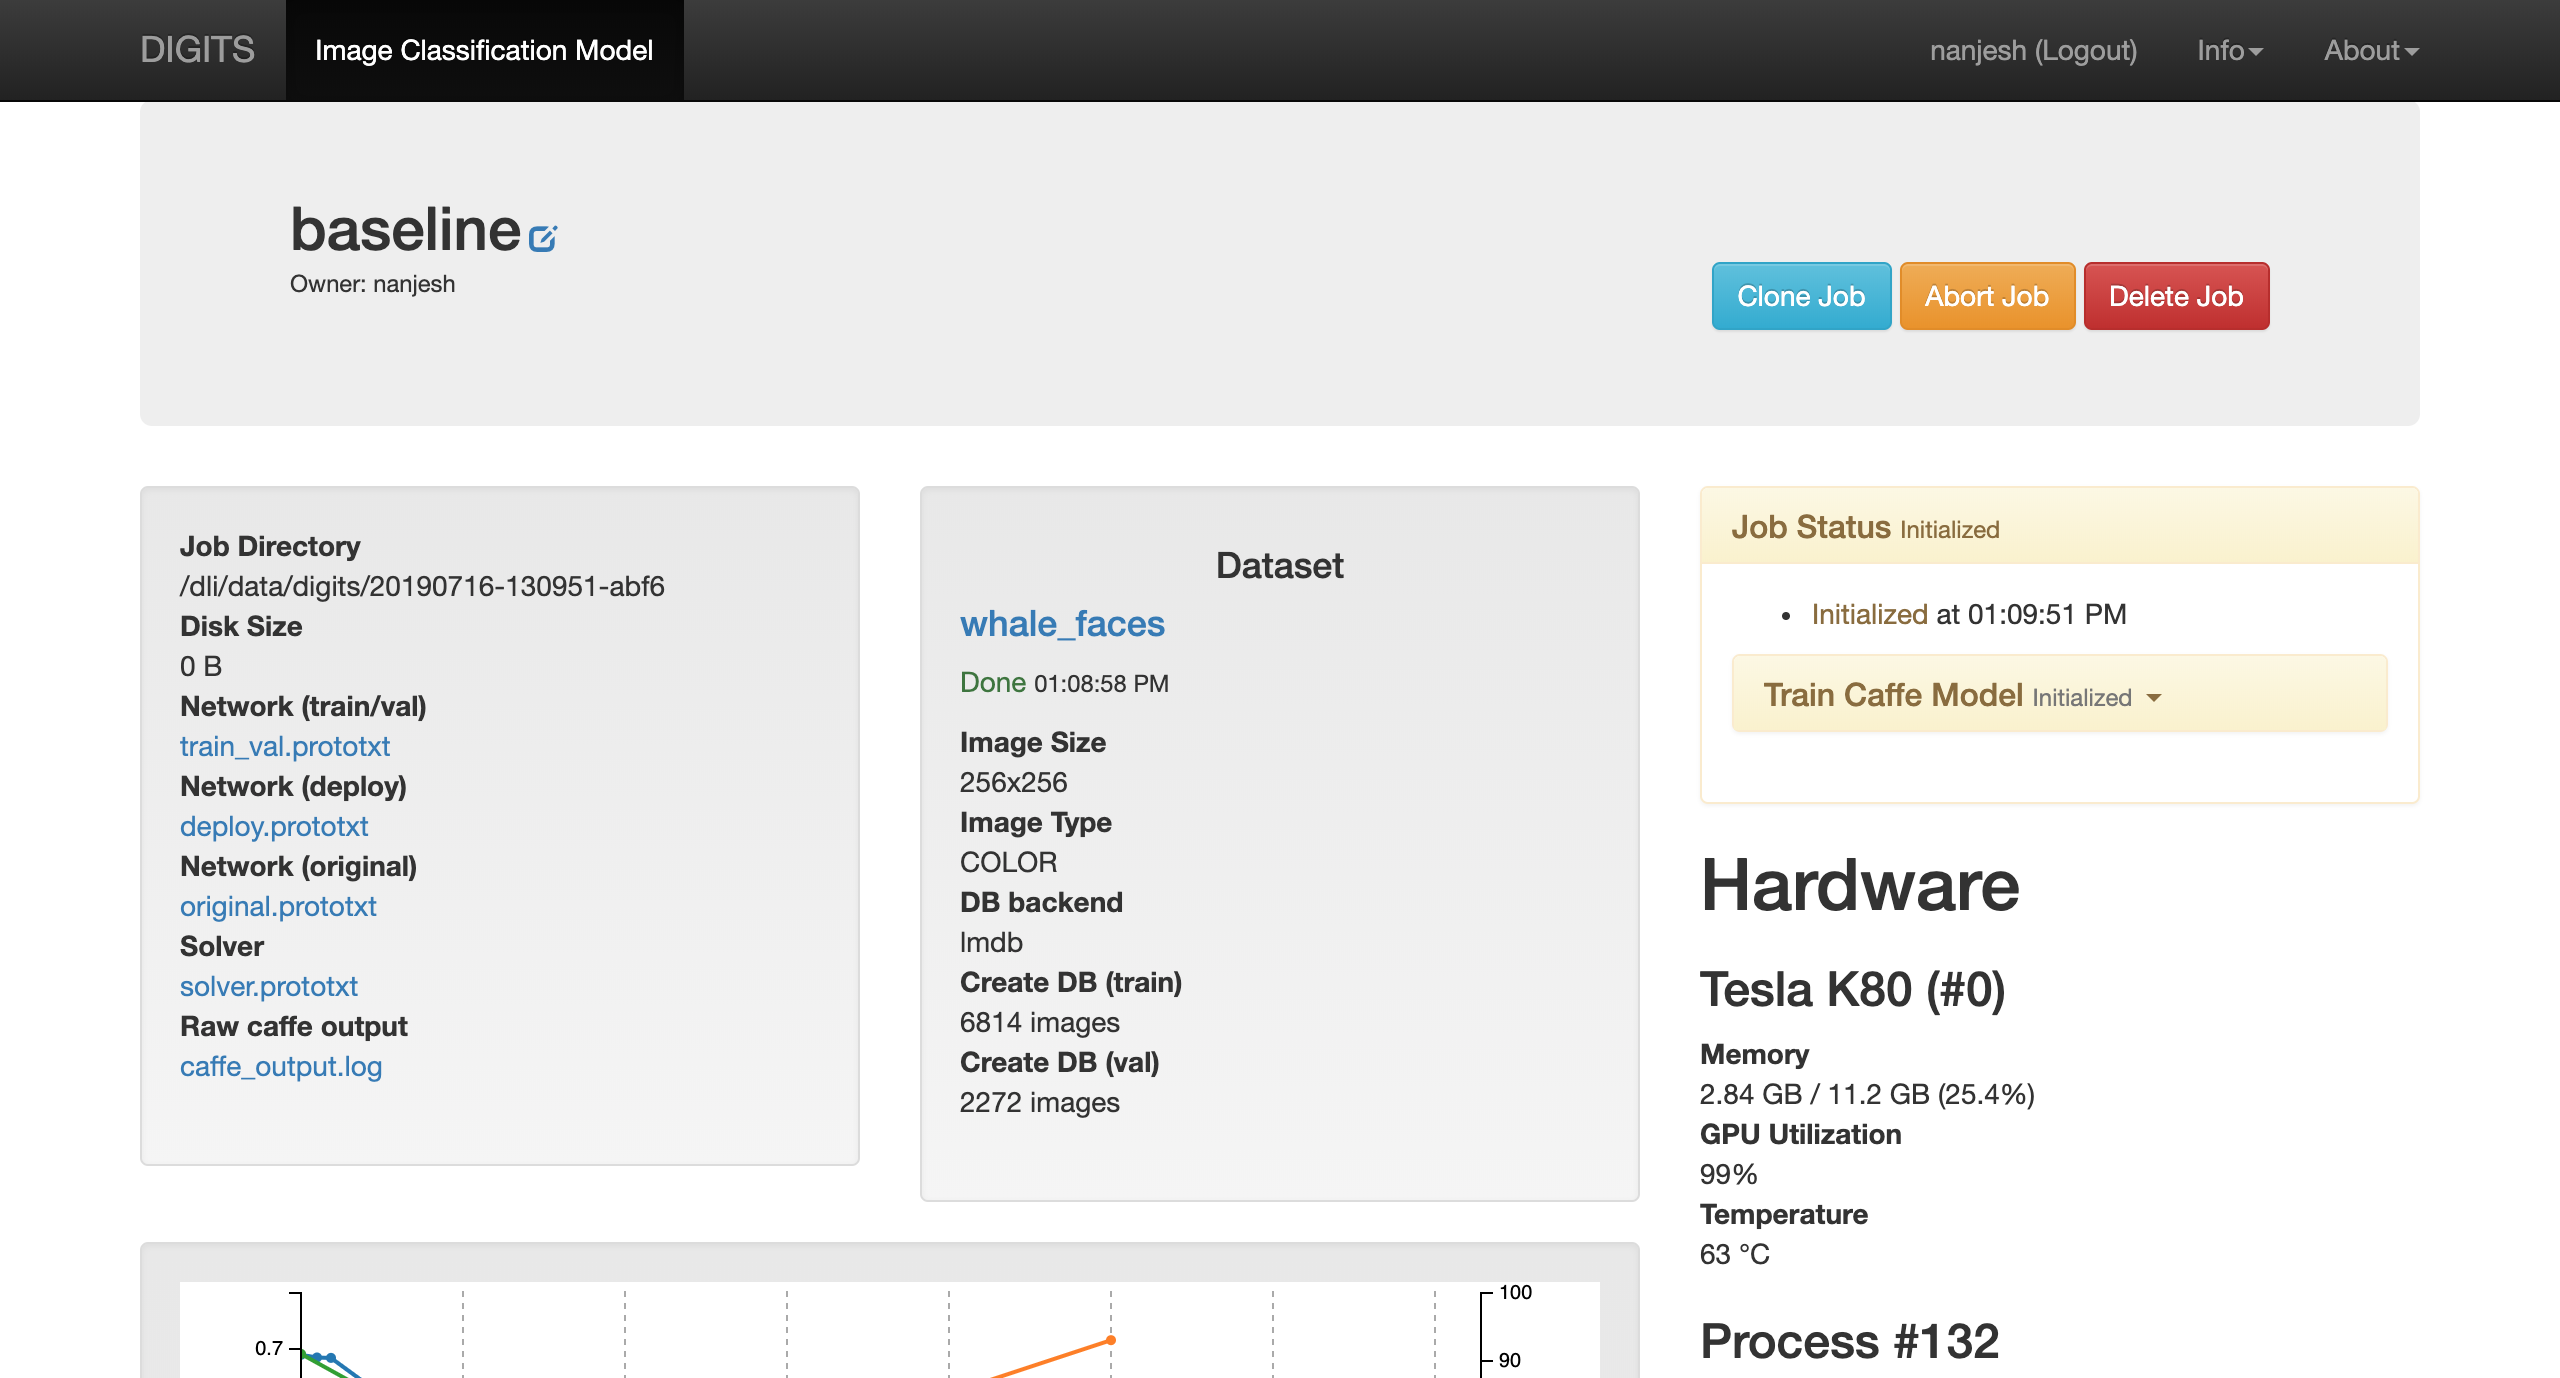 DIGITS
Image Classification Model
nanjesh (Logout)
Info
About
baseline
Owner: nanjesh
Clone Job
Abort Job
Delete Job
Job Directory
/dli/data/digits/20190716-130951-abf6
Disk Size
0 B
Network (train/val)
train_val.prototxt
Network (deploy)
deploy.prototxt
Network (original)
original.prototxt
Solver
solver.prototxt
Raw caffe output
caffe_output.log
Dataset
whale_faces
Done 01:08:58 PM
Image Size
256x256
Image Type
COLOR
DB backend
lmdb
Create DB (train)
6814 images
Create DB (val)
2272 images
Job Status Initialized
• Initialized at 01:09:51 PM
Train Caffe Model Initialized
Hardware
Tesla K80 (#0)
Memory
2.84 GB / 11.2 GB (25.4%)
GPU Utilization
99%
Temperature
63 °C
Process #132
0.7
100
90